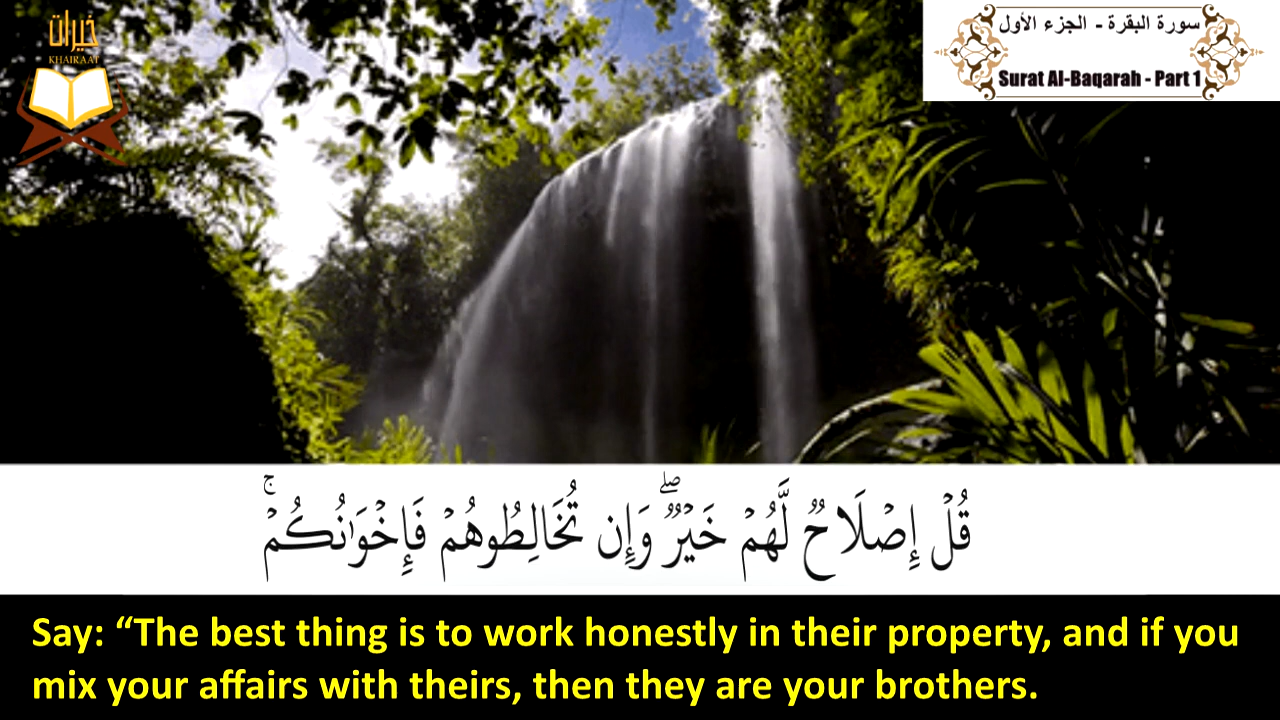 خيرات
KHAIRAAT
سورة البقرة - الجزء الأول
Surat Al-Baqarah - Part 1
قُلْ إِصْلَاحٌ لَّهُمْ خَيْرٌ ۖ وَإِن تُخَالِطُوهُمْ فَإِخْوَٰنُكُمْ ۚ
Say: “The best thing is to work honestly in their property, and if you
mix your affairs with theirs, then they are your brothers.